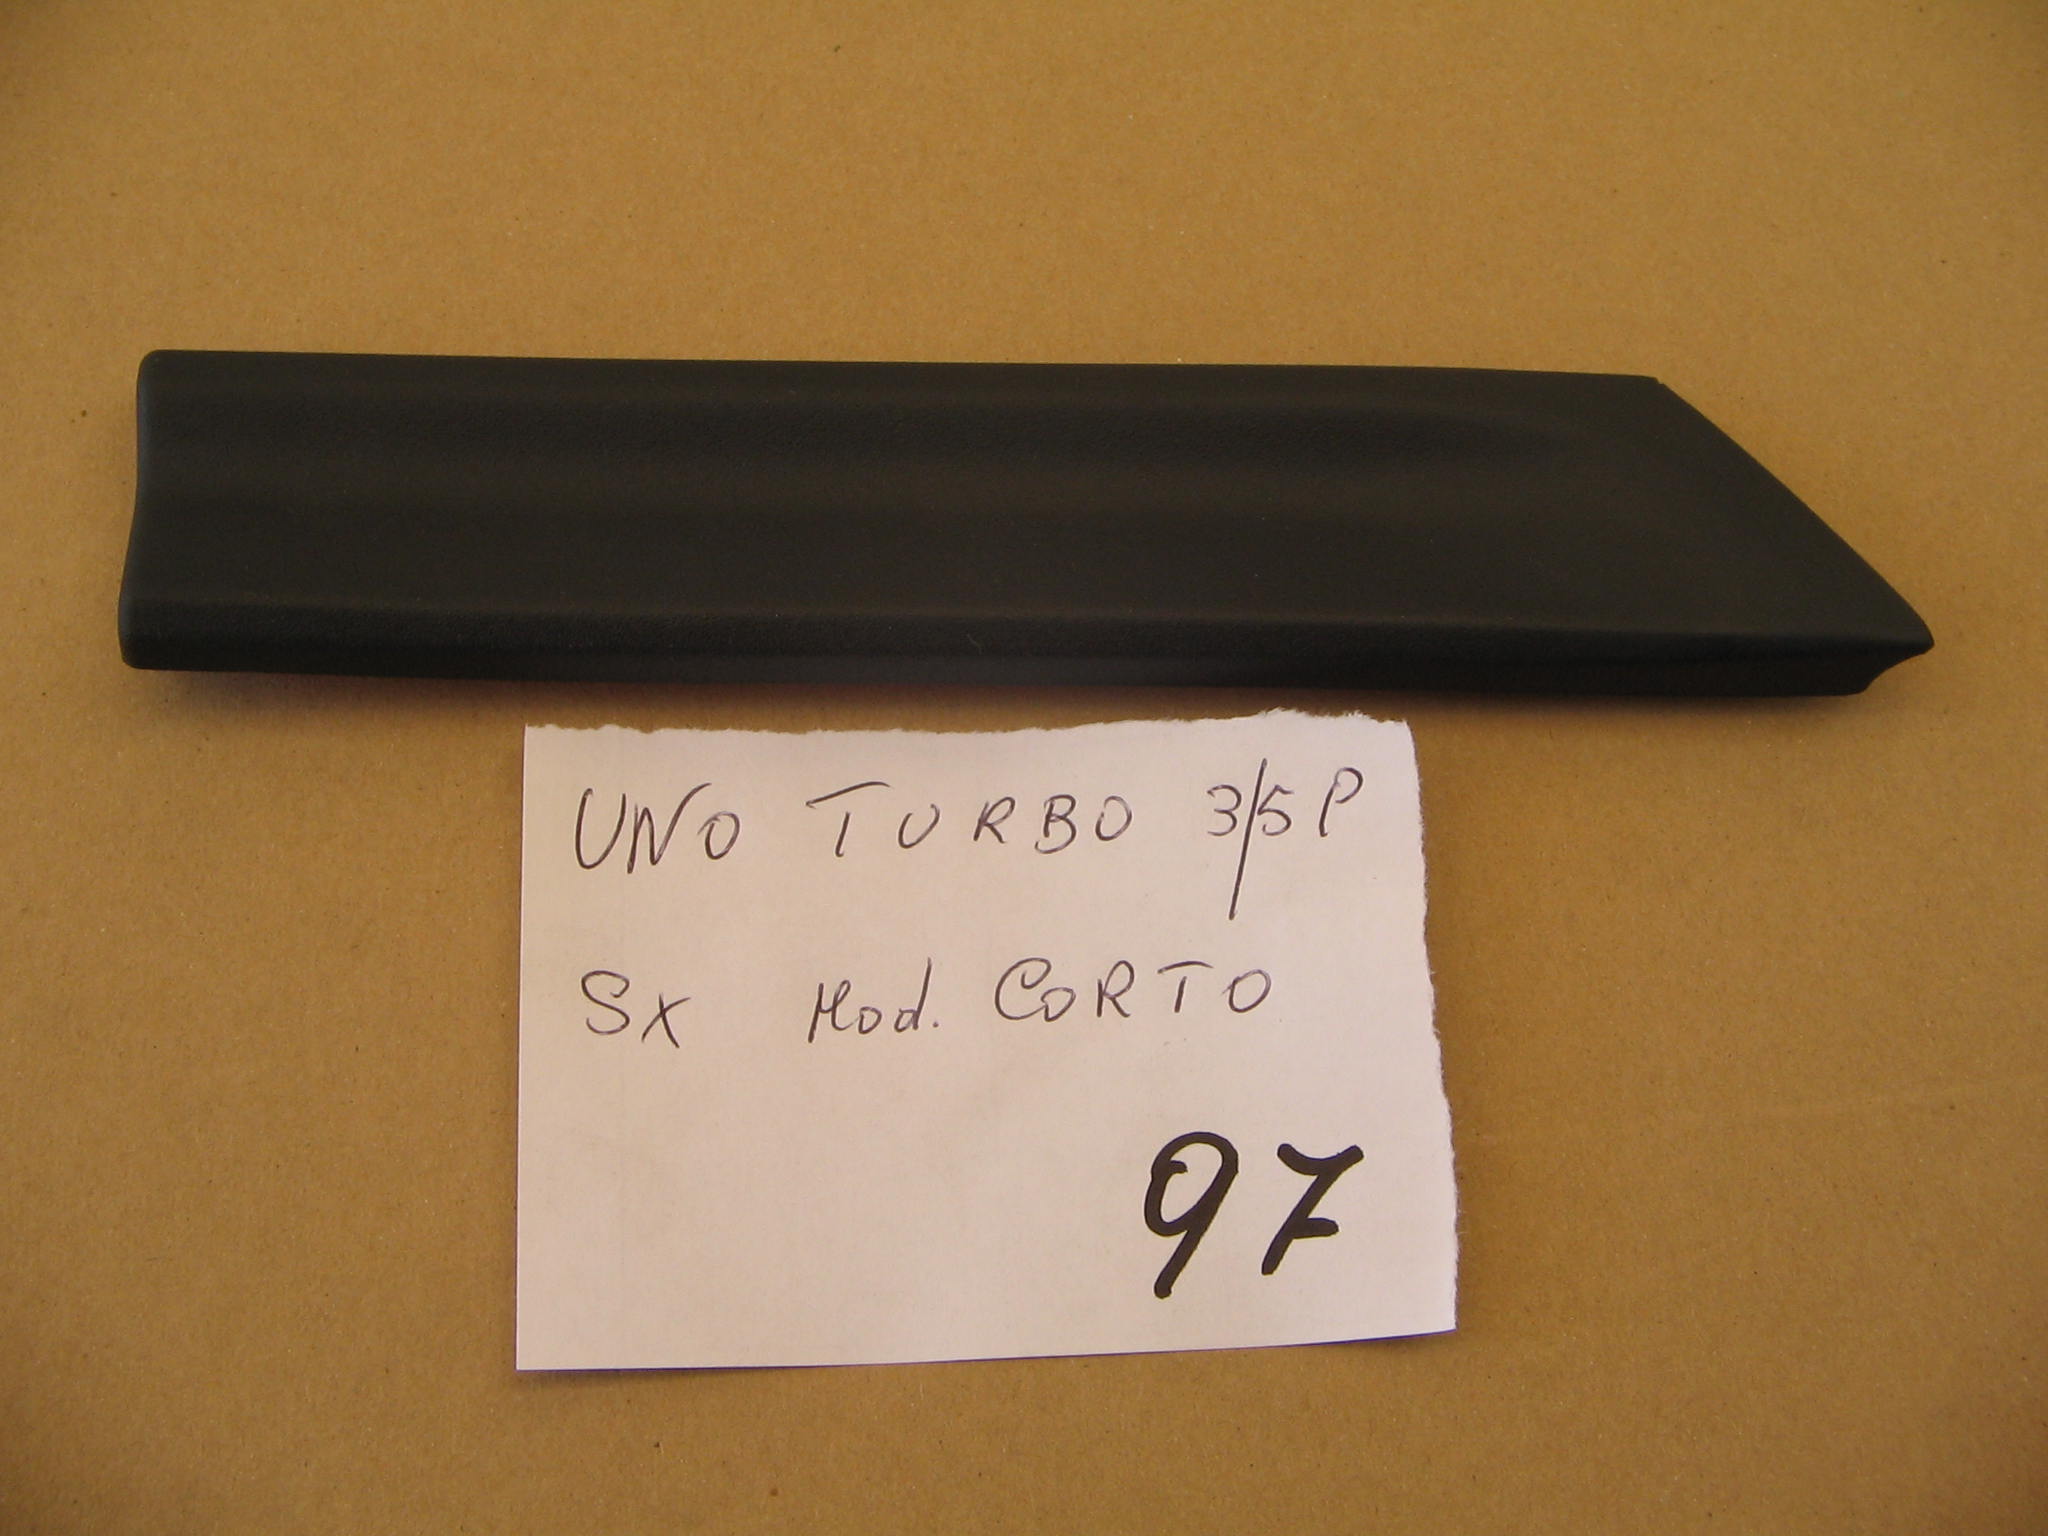 UNO TURBO 3/5P
SX Mod. CORTO
97